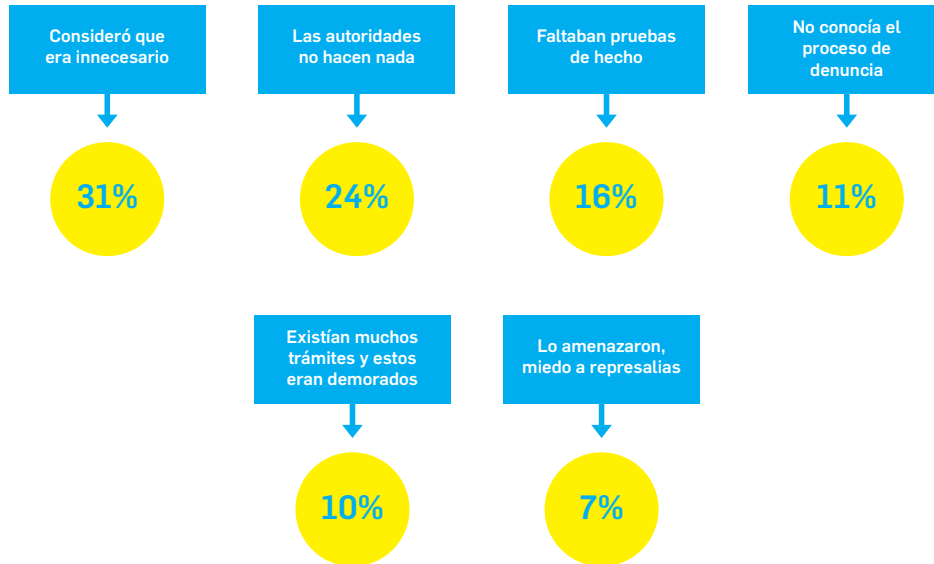 Consideró que
era innecesario
31%
Las autoridades
no hacen nada
24%
Faltaban pruebas
de hecho
16%
No conocía el
proceso de
denuncia
11%
Existían muchos
trámites y estos
eran demorados
10%
Lo amenazaron,
miedo a represalias
7%